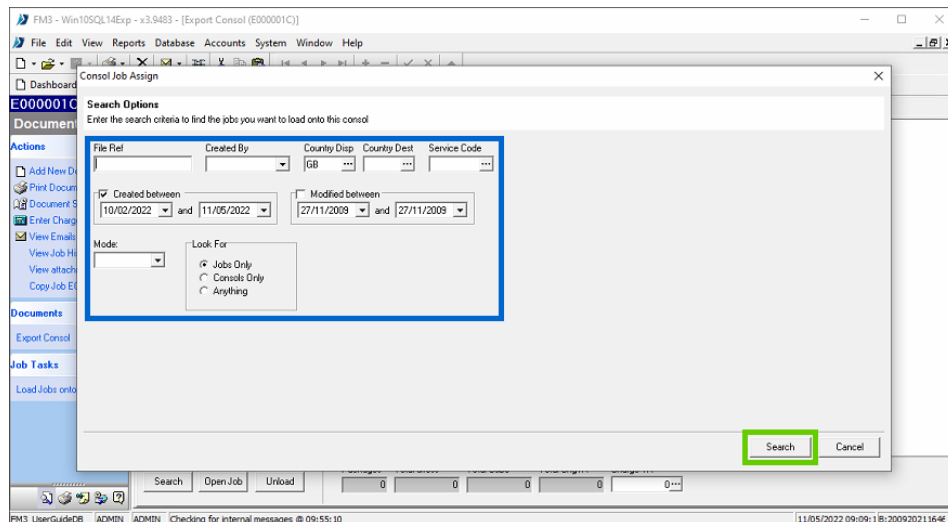 FM3 - Win10SQL14Exp - v3.9483 - [Export Consol (E000001C)]
File Edit View Reports Database Accounts System Window Help
Dashboard
Consol Job Assign
E000001C
Search Options
Document
Enter the search criteria to find the jobs you want to load onto this consol
Actions
File Ref Created By Country Disp Country Dest Service Code
GB
Add New Do
Print Docum
Created between Modified between
Document S
10/02/2022 and 11/05/2022 27/11/2009 and 27/11/2009
Enter Charg
View Emails
Mode: Look For
View Job Hi
Jobs Only
View attach
Consols Only
Copy Job E
Anything
Documents
Export Consol
Job Tasks
Load Jobs onto
Search Cancel
Search Open Job Unload
0 0 0 0 0
FM3_UserGuideDB ADMIN ADMIN Checking for internal messages @ 09:55:10 11/05/2022 09:09:1